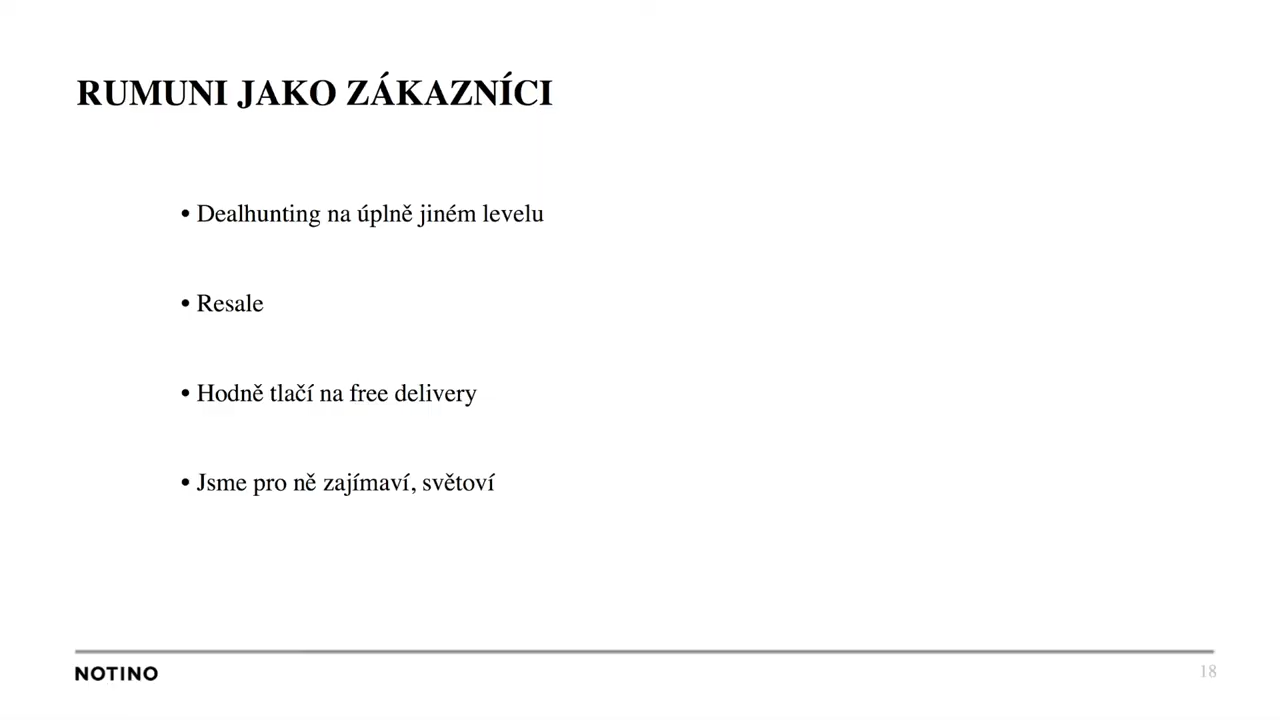 RUMUNI JAKO ZÁKAZNÍCI
• Dealhunting na úplně jiném levelu
• Resale
• Hodně tlačí na free delivery
• Jsme pro ně zajímaví, světoví
NOTINO
18